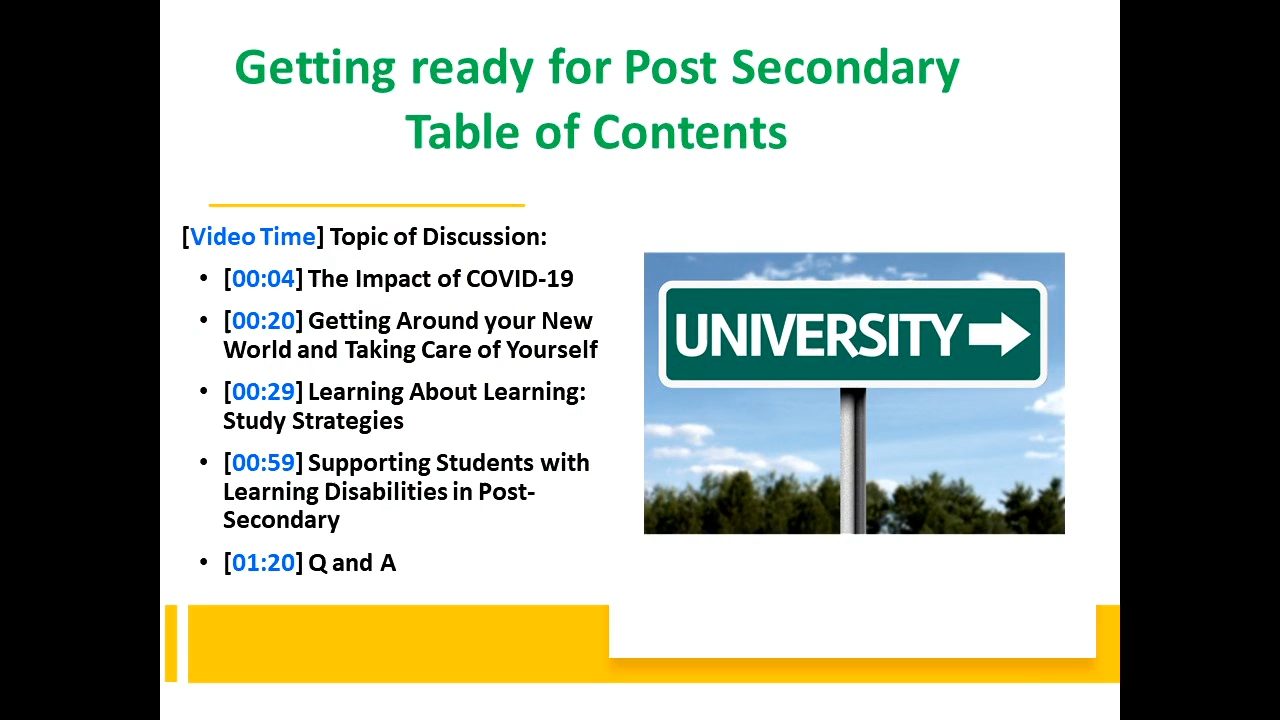 Getting ready for Post Secondary
Table of Contents
[Video Time] Topic of Discussion:
• [00:04] The Impact of COVID-19
• [00:20] Getting Around your New
World and Taking Care of Yourself
• [00:29] Learning About Learning:
Study Strategies
• [00:59] Supporting Students with
Learning Disabilities in Post-
Secondary
• [01:20] Q and A
UNIVERSITY